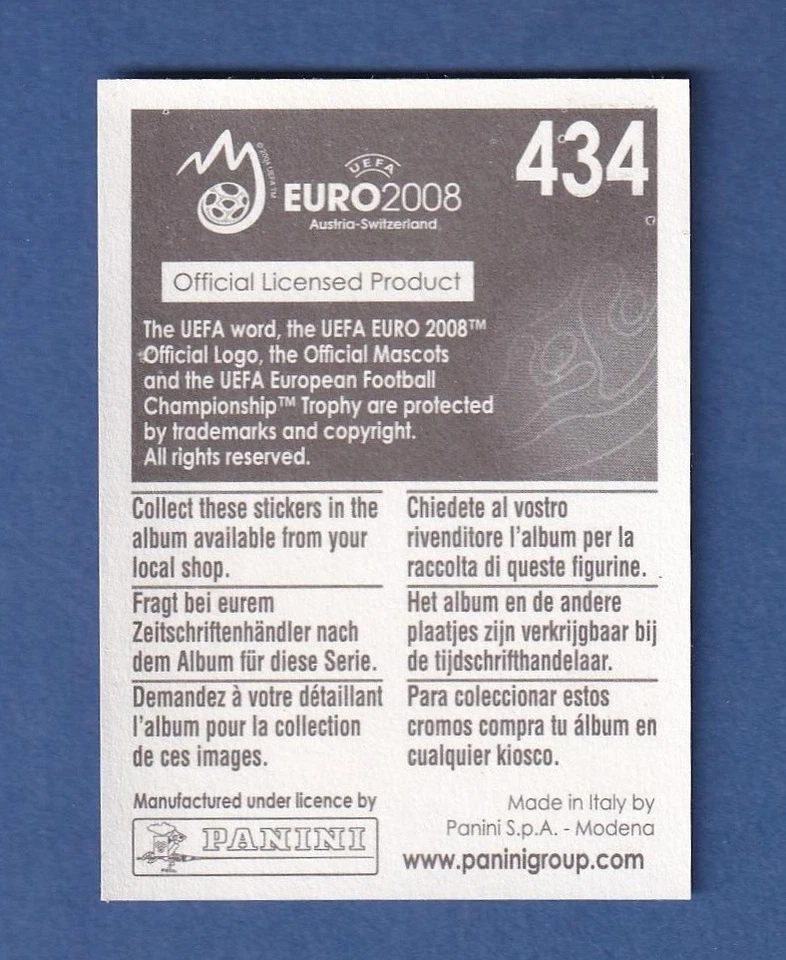 434
© 2004 UEFA TM
UEFA
EURO2008
Austria-Switzerland
Official Licensed Product
The UEFA word, the UEFA EURO 2008™
Official Logo, the Official Mascots
and the UEFA European Football
Championship™ Trophy are protected
by trademarks and copyright.
All rights reserved.
Collect these stickers in the
album available from your
local shop.
Fragt bei eurem
Zeitschriftenhändler nach
dem Album für diese Serie.
Demandez à votre détaillant
l'album pour la collection
de ces images.
Chiedete al vostro
rivenditore l'album per la
raccolta di queste figurine.
Het album en de andere
plaatjes zijn verkrijgbaar bij
de tijdschrifthandelaar.
Para coleccionar estos
cromos compra tu álbum en
cualquier kiosco.
Manufactured under licence by
PANINI
Made in Italy by
Panini S.p.A. - Modena
www.paninigroup.com